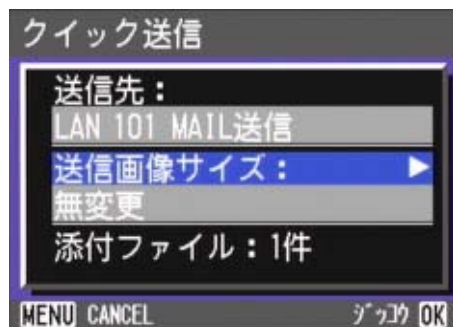 クイック送信
送信先：
LAN 101 MAIL送信
送信画像サイズ： ▶
無変更
添付ファイル：1件
MENU CANCEL ｼﾞｯｺｳ OK